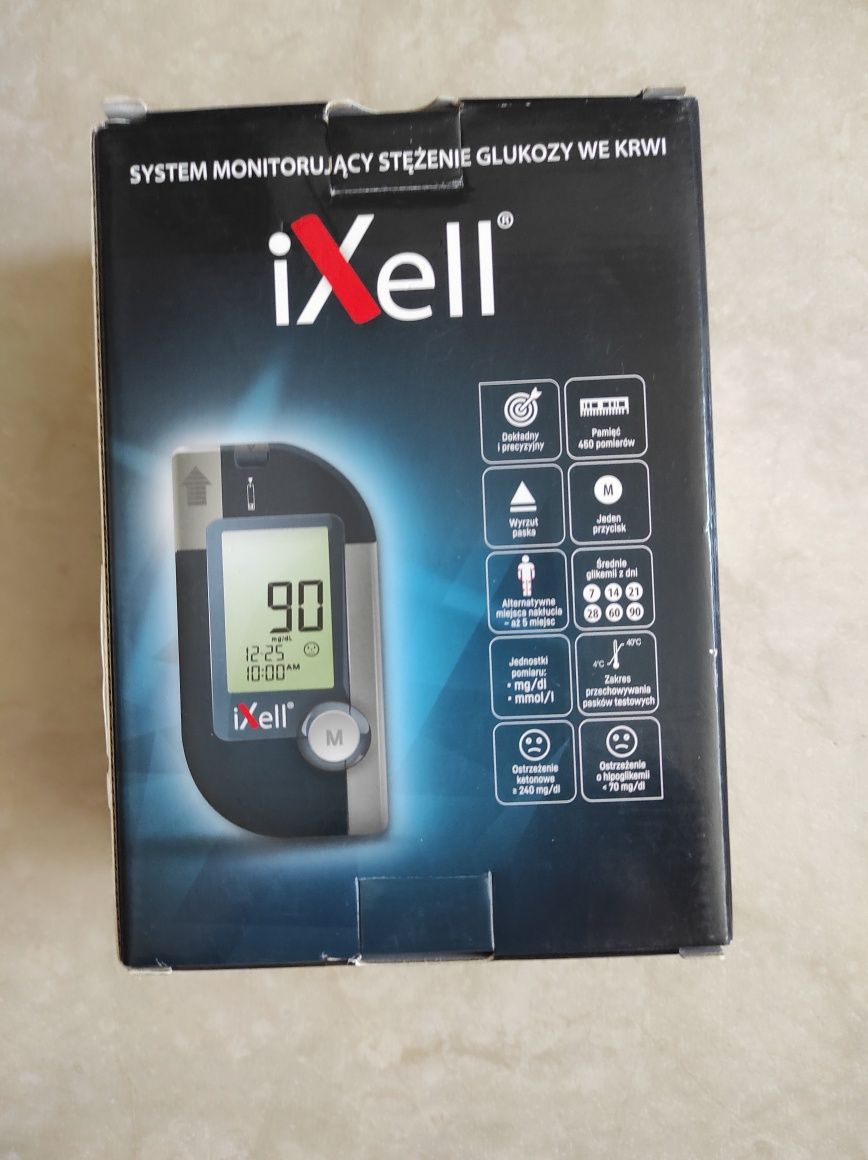 SYSTEM MONITORUJĄCY STĘŻENIE GLUKOZY WE KRWI
iXell®
Dokładny
i precyzyjny
Pamięć
450 pomiarów
Wyrzut
paska
M
Jeden
przycisk
Alternatywne
miejsca nakłucia
- aż 5 miejsc
Średnie
glikemii z dni
7 14 21
28 60 90
Jednostki
pomiaru:
• mg/dl
• mmol/l
4°C 40°C
Zakres
przechowywania
pasków testowych
Ostrzeżenie
ketonowe
≥ 240 mg/dl
Ostrzeżenie
o hipoglikemii
< 70 mg/dl
90
mg/dL
12-25
10:00 AM
iXell®
M